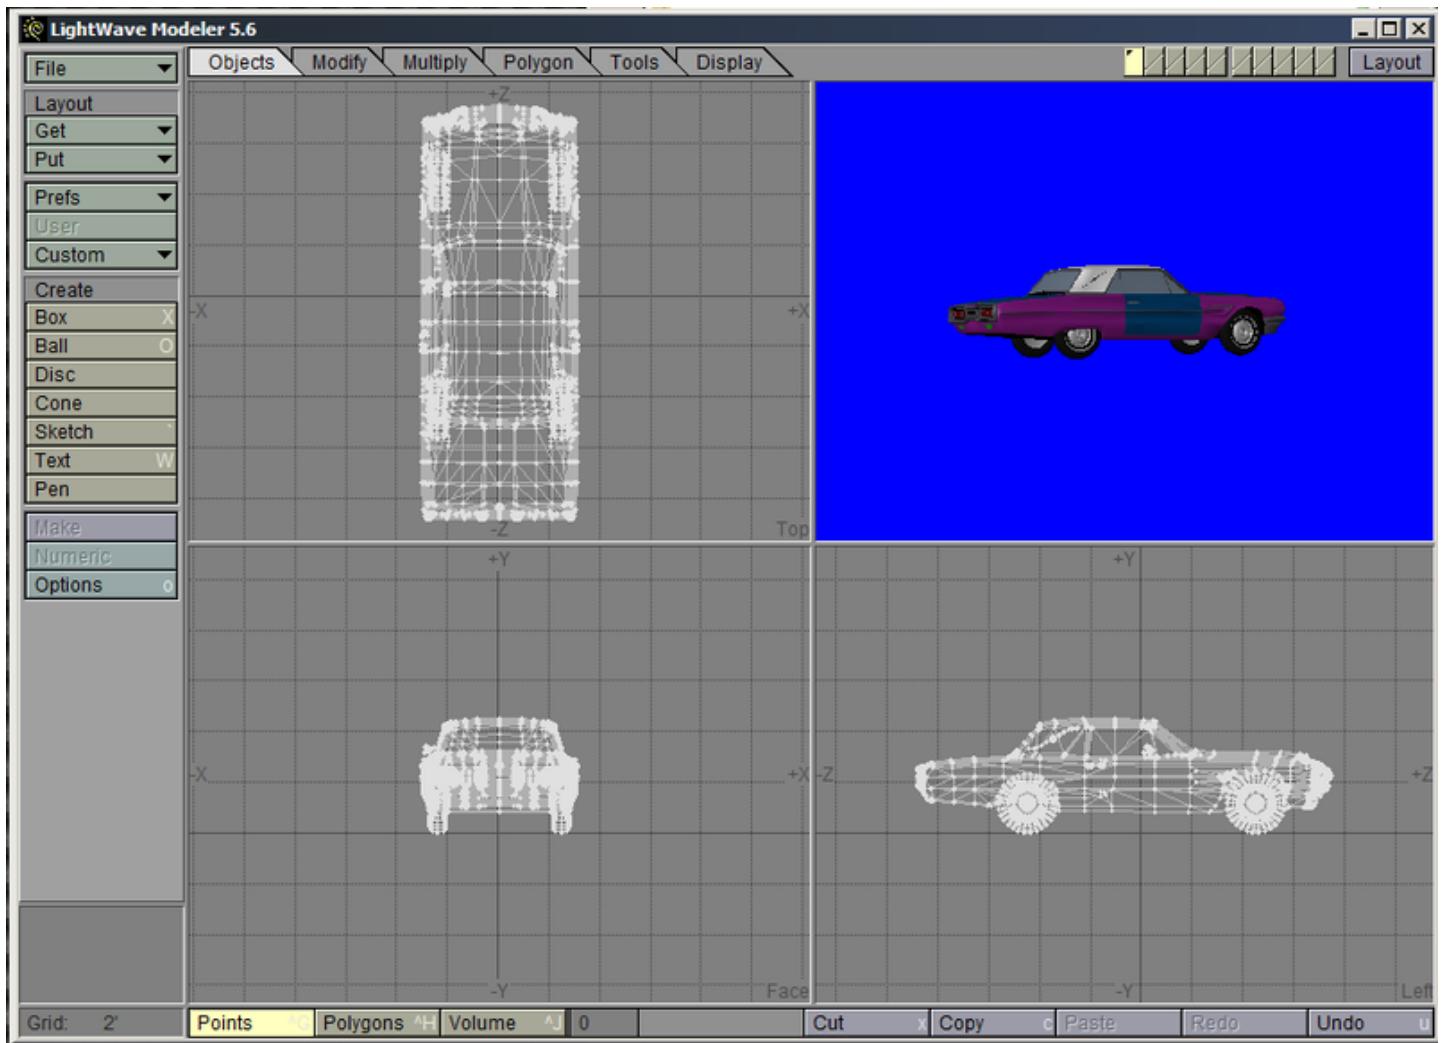 LightWave Modeler 5.6
File
Objects Modify Multiply Polygon Tools Display Layout
Layout
Get
Put
Prefs
User
Custom
Create
Box X
Ball O
Disc
Cone
Sketch `
Text W
Pen
Make
Numeric
Options o
+Z
-X +X
-Z Top
+Y
-X +X
-Y Face
+Y
-Z +Z
-Y Left
Grid: 2'
Points ^G Polygons ^H Volume ^J 0 Cut x Copy c Paste Redo Undo u